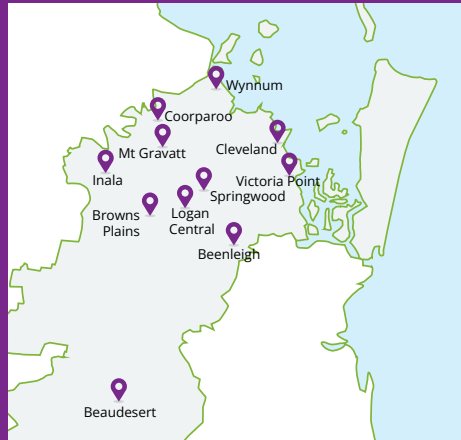 Wynnum
Coorparoo
Cleveland
Mt Gravatt
Inala
Victoria Point
Springwood
Browns
Plains
Logan
Central
Beenleigh
Beaudesert